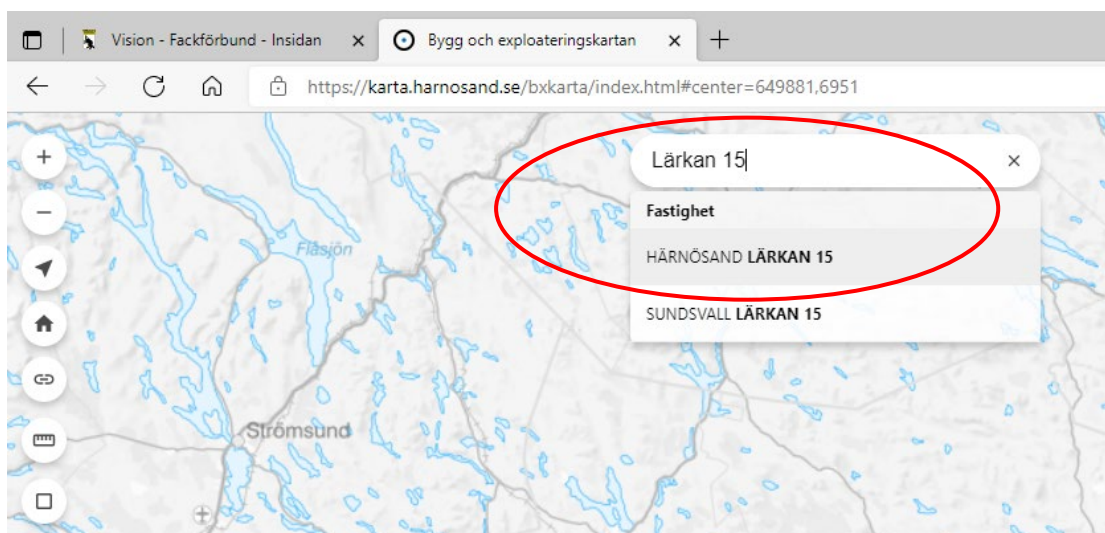 Vision - Fackförbund - Insidan
Bygg och exploateringskartan
https://karta.harnosand.se/bxkarta/index.html#center=649881,6951
Lärkan 15
Fastighet
HÄRNÖSAND LÄRKAN 15
SUNDSVALL LÄRKAN 15
Flåsjön
Strömsund